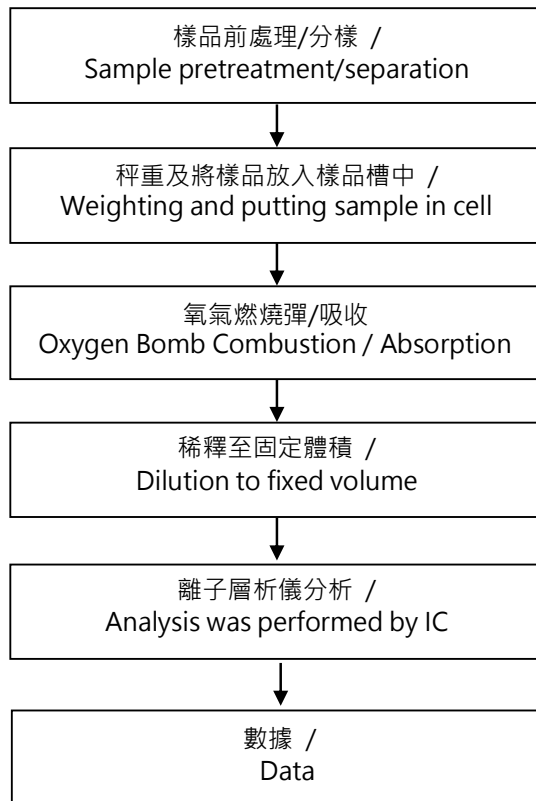 樣品前處理/分樣 /
Sample pretreatment/separation
秤重及將樣品放入樣品槽中 /
Weighting and putting sample in cell
氧氣燃燒彈/吸收
Oxygen Bomb Combustion / Absorption
稀釋至固定體積 /
Dilution to fixed volume
離子層析儀分析 /
Analysis was performed by IC
數據 /
Data